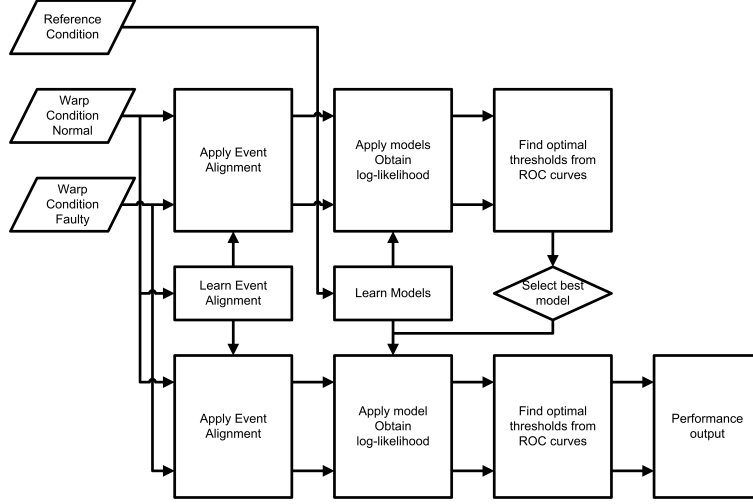 Reference
Condition
Warp
Condition
Normal
Apply Event
Alignment
Apply models
Obtain
log-likelihood
Find optimal
thresholds from
ROC curves
Warp
Condition
Faulty
Learn Event
Alignment
Learn Models
Select best
model
Apply Event
Alignment
Apply model
Obtain
log-likelihood
Find optimal
thresholds from
ROC curves
Performance
output